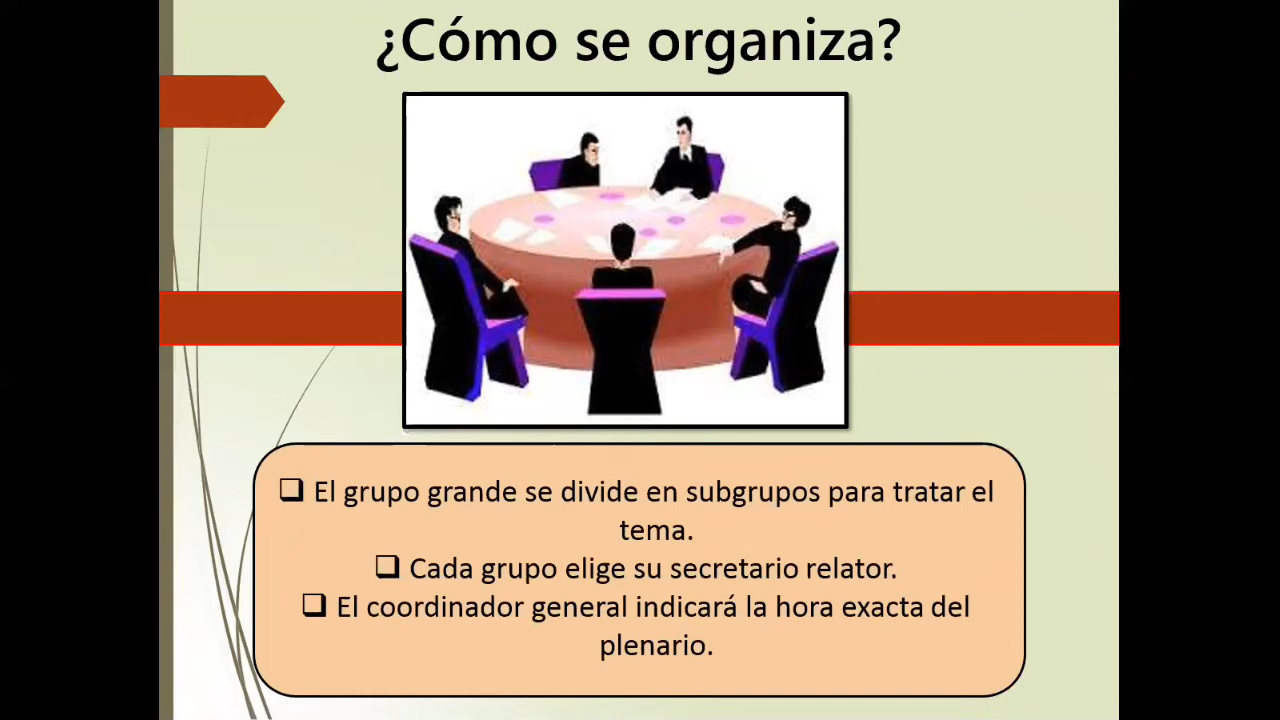 ¿Cómo se organiza?
❑ El grupo grande se divide en subgrupos para tratar el
tema.
❑ Cada grupo elige su secretario relator.
❑ El coordinador general indicará la hora exacta del
plenario.